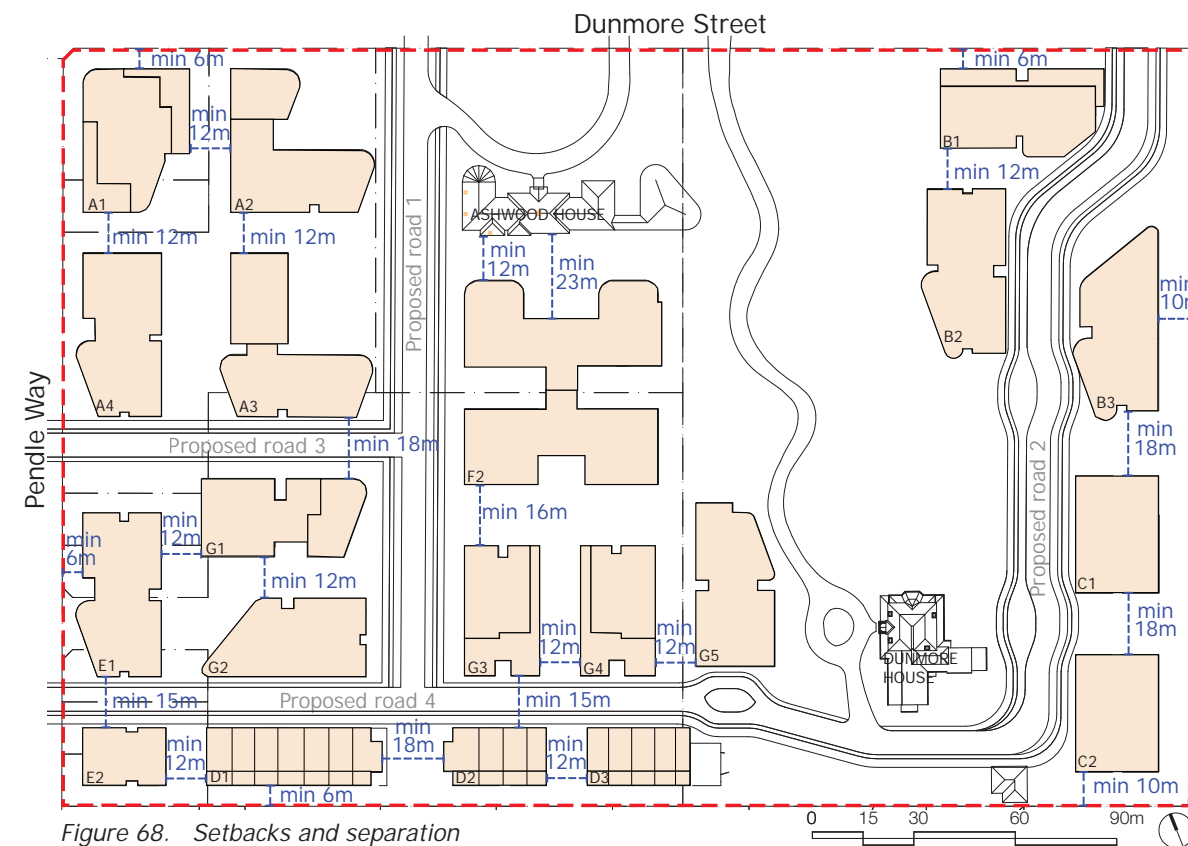 Dunmore Street
min 6m
min 6m
min
12m
B1
min 12m
A1
A2
Proposed road 1
ASHWOOD HOUSE
min 12m
min 12m
min
12m
min
23m
min
10m
B2
Pendle Way
A4
A3
B3
Proposed road 3
min 18m
min
18m
F2
Proposed road 2
min
12m
min 16m
min
6m
G1
min 12m
C1
min
18m
min
12m
min
12m
DUNMORE
HOUSE
E1
G2
G3
G4
G5
min 15m
Proposed road 4
min 15m
min
18m
min
12m
min
12m
E2
D1
D2
D3
C2
min 6m
min 10m
Figure 68. Setbacks and separation
0 15 30 60 90m